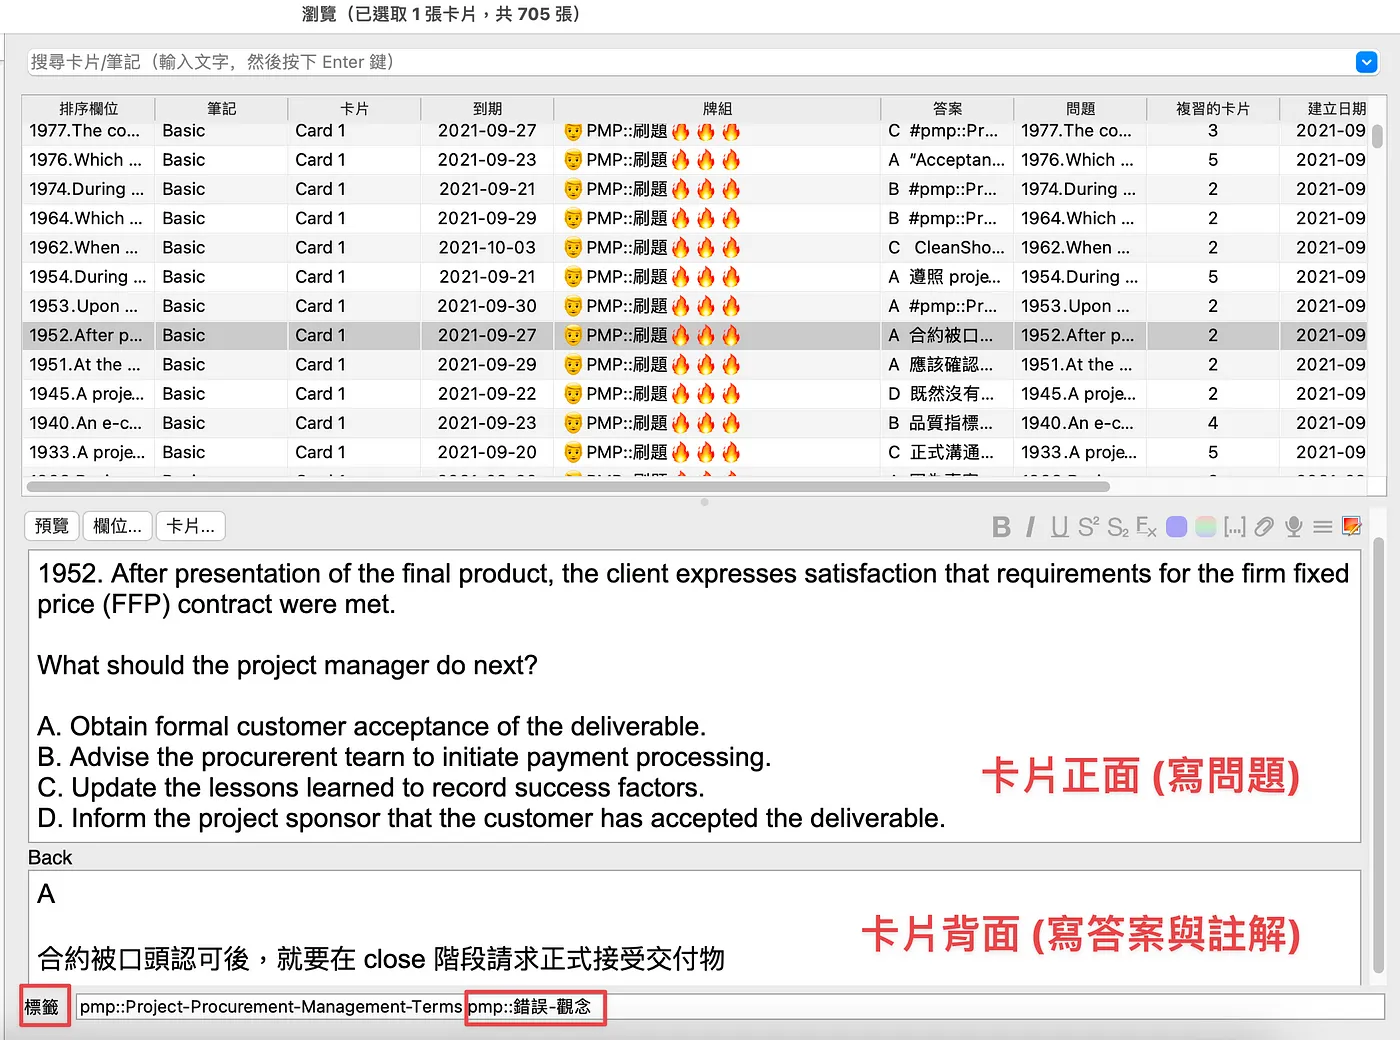 瀏覽（已選取 1 張卡片，共 705 張）
搜尋卡片/筆記（輸入文字，然後按下 Enter 鍵）
排序欄位 筆記 卡片 到期 牌組 答案 問題 複習的卡片 建立日期
1977.The co... Basic Card 1 2021-09-27 👨PMP::刷題🔥🔥🔥 C #pmp::Pr... 1977.The co... 3 2021-09
1976.Which ... Basic Card 1 2021-09-23 👨PMP::刷題🔥🔥🔥 A “Acceptan... 1976.Which ... 5 2021-09
1974.During ... Basic Card 1 2021-09-21 👨PMP::刷題🔥🔥🔥 B #pmp::Pr... 1974.During ... 2 2021-09
1964.Which ... Basic Card 1 2021-09-29 👨PMP::刷題🔥🔥🔥 B #pmp::Pr... 1964.Which ... 2 2021-09
1962.When ... Basic Card 1 2021-10-03 👨PMP::刷題🔥🔥🔥 C CleanSho... 1962.When ... 2 2021-09
1954.During ... Basic Card 1 2021-09-21 👨PMP::刷題🔥🔥🔥 A 遵照 proje... 1954.During ... 5 2021-09
1953.Upon ... Basic Card 1 2021-09-30 👨PMP::刷題🔥🔥🔥 A #pmp::Pr... 1953.Upon ... 2 2021-09
1952.After p... Basic Card 1 2021-09-27 👨PMP::刷題🔥🔥🔥 A 合約被口... 1952.After p... 2 2021-09
1951.At the ... Basic Card 1 2021-09-29 👨PMP::刷題🔥🔥🔥 A 應該確認... 1951.At the ... 2 2021-09
1945.A proje... Basic Card 1 2021-09-22 👨PMP::刷題🔥🔥🔥 D 既然沒有... 1945.A proje... 2 2021-09
1940.An e-c... Basic Card 1 2021-09-23 👨PMP::刷題🔥🔥🔥 B 品質指標... 1940.An e-c... 4 2021-09
1933.A proje... Basic Card 1 2021-09-20 👨PMP::刷題🔥🔥🔥 C 正式溝通... 1933.A proje... 5 2021-09
預覽 欄位... 卡片...
1952. After presentation of the final product, the client expresses satisfaction that requirements for the firm fixed
price (FFP) contract were met.
What should the project manager do next?
A. Obtain formal customer acceptance of the deliverable.
B. Advise the procurerent tearn to initiate payment processing.
C. Update the lessons learned to record success factors.
D. Inform the project sponsor that the customer has accepted the deliverable.
卡片正面 (寫問題)
Back
A
合約被口頭認可後，就要在 close 階段請求正式接受交付物
卡片背面 (寫答案與註解)
標籤 pmp::Project-Procurement-Management-Terms pmp::錯誤-觀念